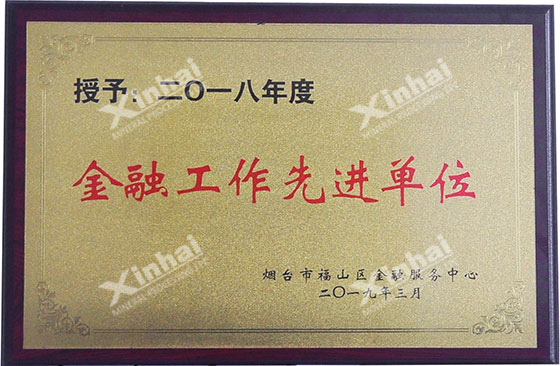 授予：二〇一八年度
金融工作先进单位
烟台市福山区金融服务中心
二〇一九年三月
Xinhai
Xinhai
Xinhai
Xinhai